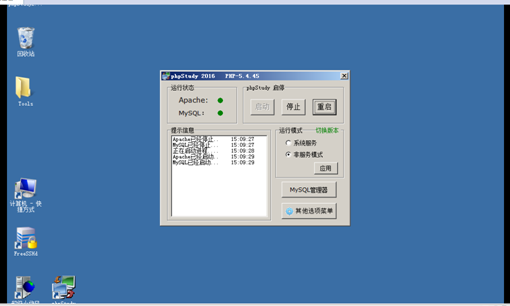 回收站
Tools
计算机 - 快
捷方式
FreeSSHd
phpStudy 2016 PHP-5.4.45
运行状态
Apache:
MySQL:
phpStudy 启停
启动
停止
重启
提示信息
Apache已经停止... 15:09:27
MySQL已经停止... 15:09:27
正在启动进程... 15:09:28
Apache已经启动... 15:09:29
MySQL已经启动... 15:09:29
运行模式 切换版本
系统服务
非服务模式
应用
MySQL管理器
其他选项菜单